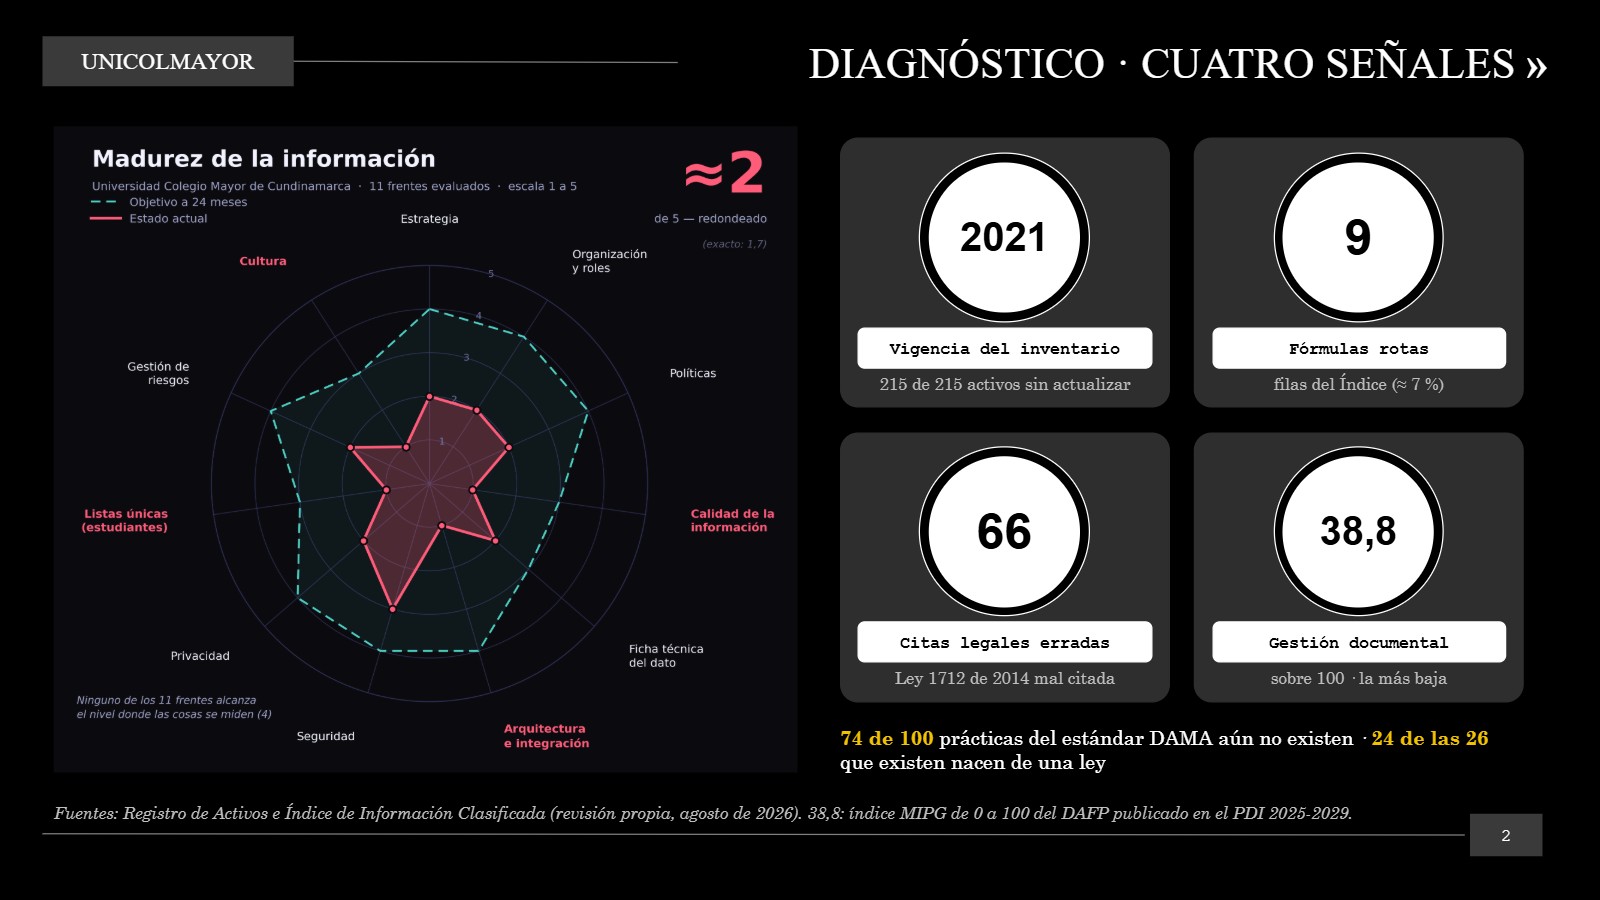 UNICOLMAYOR
DIAGNÓSTICO · CUATRO SEÑALES »
Madurez de la información
Universidad Colegio Mayor de Cundinamarca · 11 frentes evaluados · escala 1 a 5
Objetivo a 24 meses
Estado actual
≈2
de 5 — redondeado
(exacto: 1,7)
Estrategia
Organización
y roles
Políticas
Calidad de la
información
Ficha técnica
del dato
Arquitectura
e integración
Seguridad
Privacidad
Listas únicas
(estudiantes)
Gestión de
riesgos
Cultura
5
4
3
2
1
Ninguno de los 11 frentes alcanza
el nivel donde las cosas se miden (4)
2021
Vigencia del inventario
215 de 215 activos sin actualizar
9
Fórmulas rotas
filas del Índice (≈ 7 %)
66
Citas legales erradas
Ley 1712 de 2014 mal citada
38,8
Gestión documental
sobre 100 · la más baja
74 de 100 prácticas del estándar DAMA aún no existen · 24 de las 26
que existen nacen de una ley
Fuentes: Registro de Activos e Índice de Información Clasificada (revisión propia, agosto de 2026). 38,8: índice MIPG de 0 a 100 del DAFP publicado en el PDI 2025-2029.
2